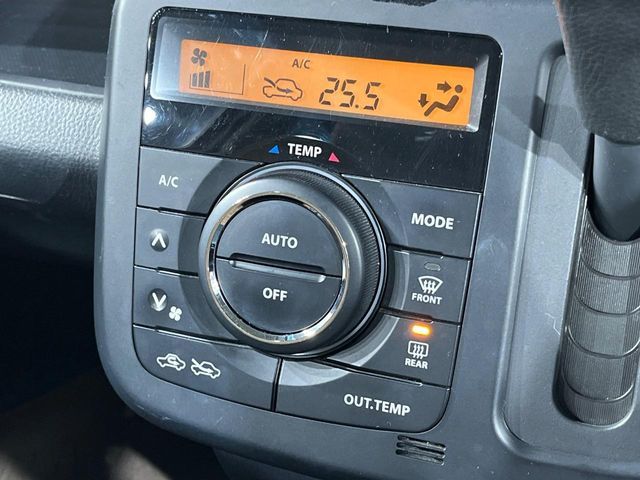 A/C
25.5
TEMP
A/C
MODE
AUTO
OFF
FRONT
REAR
OUT.TEMP